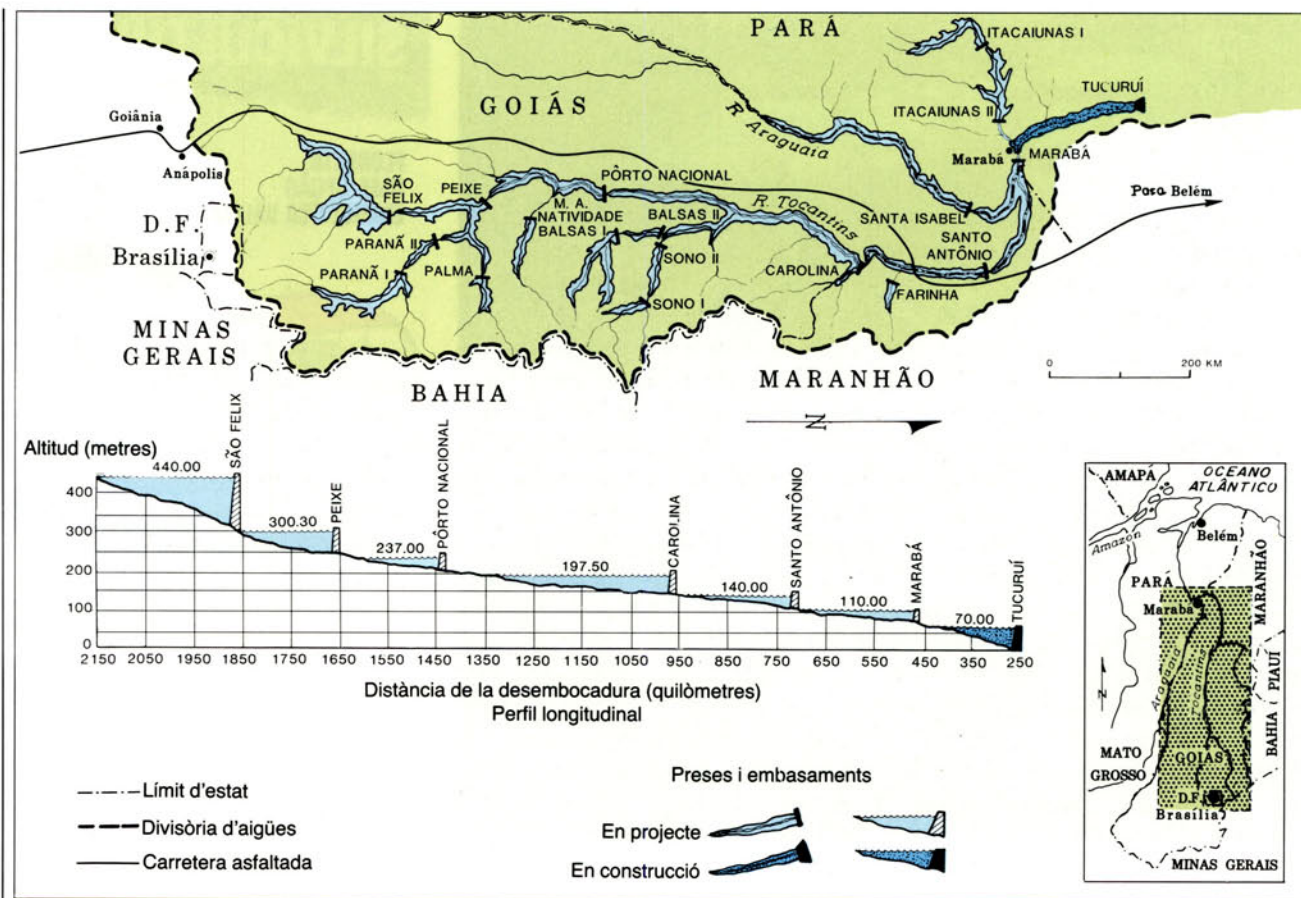 PARÁ
ITACAIUNAS I
TUCURUÍ
GOIÁS
ITACAIUNAS II
R. Araguaia
Goiânia
Marabá
MARABÁ
Anápolis
SÃO
FELIX
PEIXE
PÔRTO NACIONAL
Para Belém
M. A.
NATIVIDADE
R. Tocantins
SANTA ISABEL
D.F.
BALSAS I
BALSAS II
SANTO
ANTÔNIO
Brasília
PARANÃ II
SONO II
PARANÃ I
PALMA
CAROLINA
FARINHA
SONO I
MINAS
GERAIS
0 200 KM
BAHIA
MARANHÃO
N
Altitud (metres)
SÃO FELIX
PEIXE
PÔRTO NACIONAL
CAROLINA
SANTO ANTÔNIO
MARABÁ
TUCURUÍ
440.00
300.30
237.00
197.50
140.00
110.00
70.00
400
300
200
100
0
2150 2050 1950 1850 1750 1650 1550 1450 1350 1250 1150 1050 950 850 750 650 550 450 350 250
Distància de la desembocadura (quilòmetres)
Perfil longitudinal
Límit d'estat
Divisòria d'aigües
Carretera asfaltada
Preses i embasaments
En projecte
En construcció
AMAPÁ
OCEANO
ATLÂNTICO
Amazon
Belém
PARÁ
MARANHÃO
Maraba
Araguaia
Tocantins
N
PIAUÍ
BAHIA
MATO
GROSSO
GOIÁS
D.F.
Brasília
MINAS GERAIS